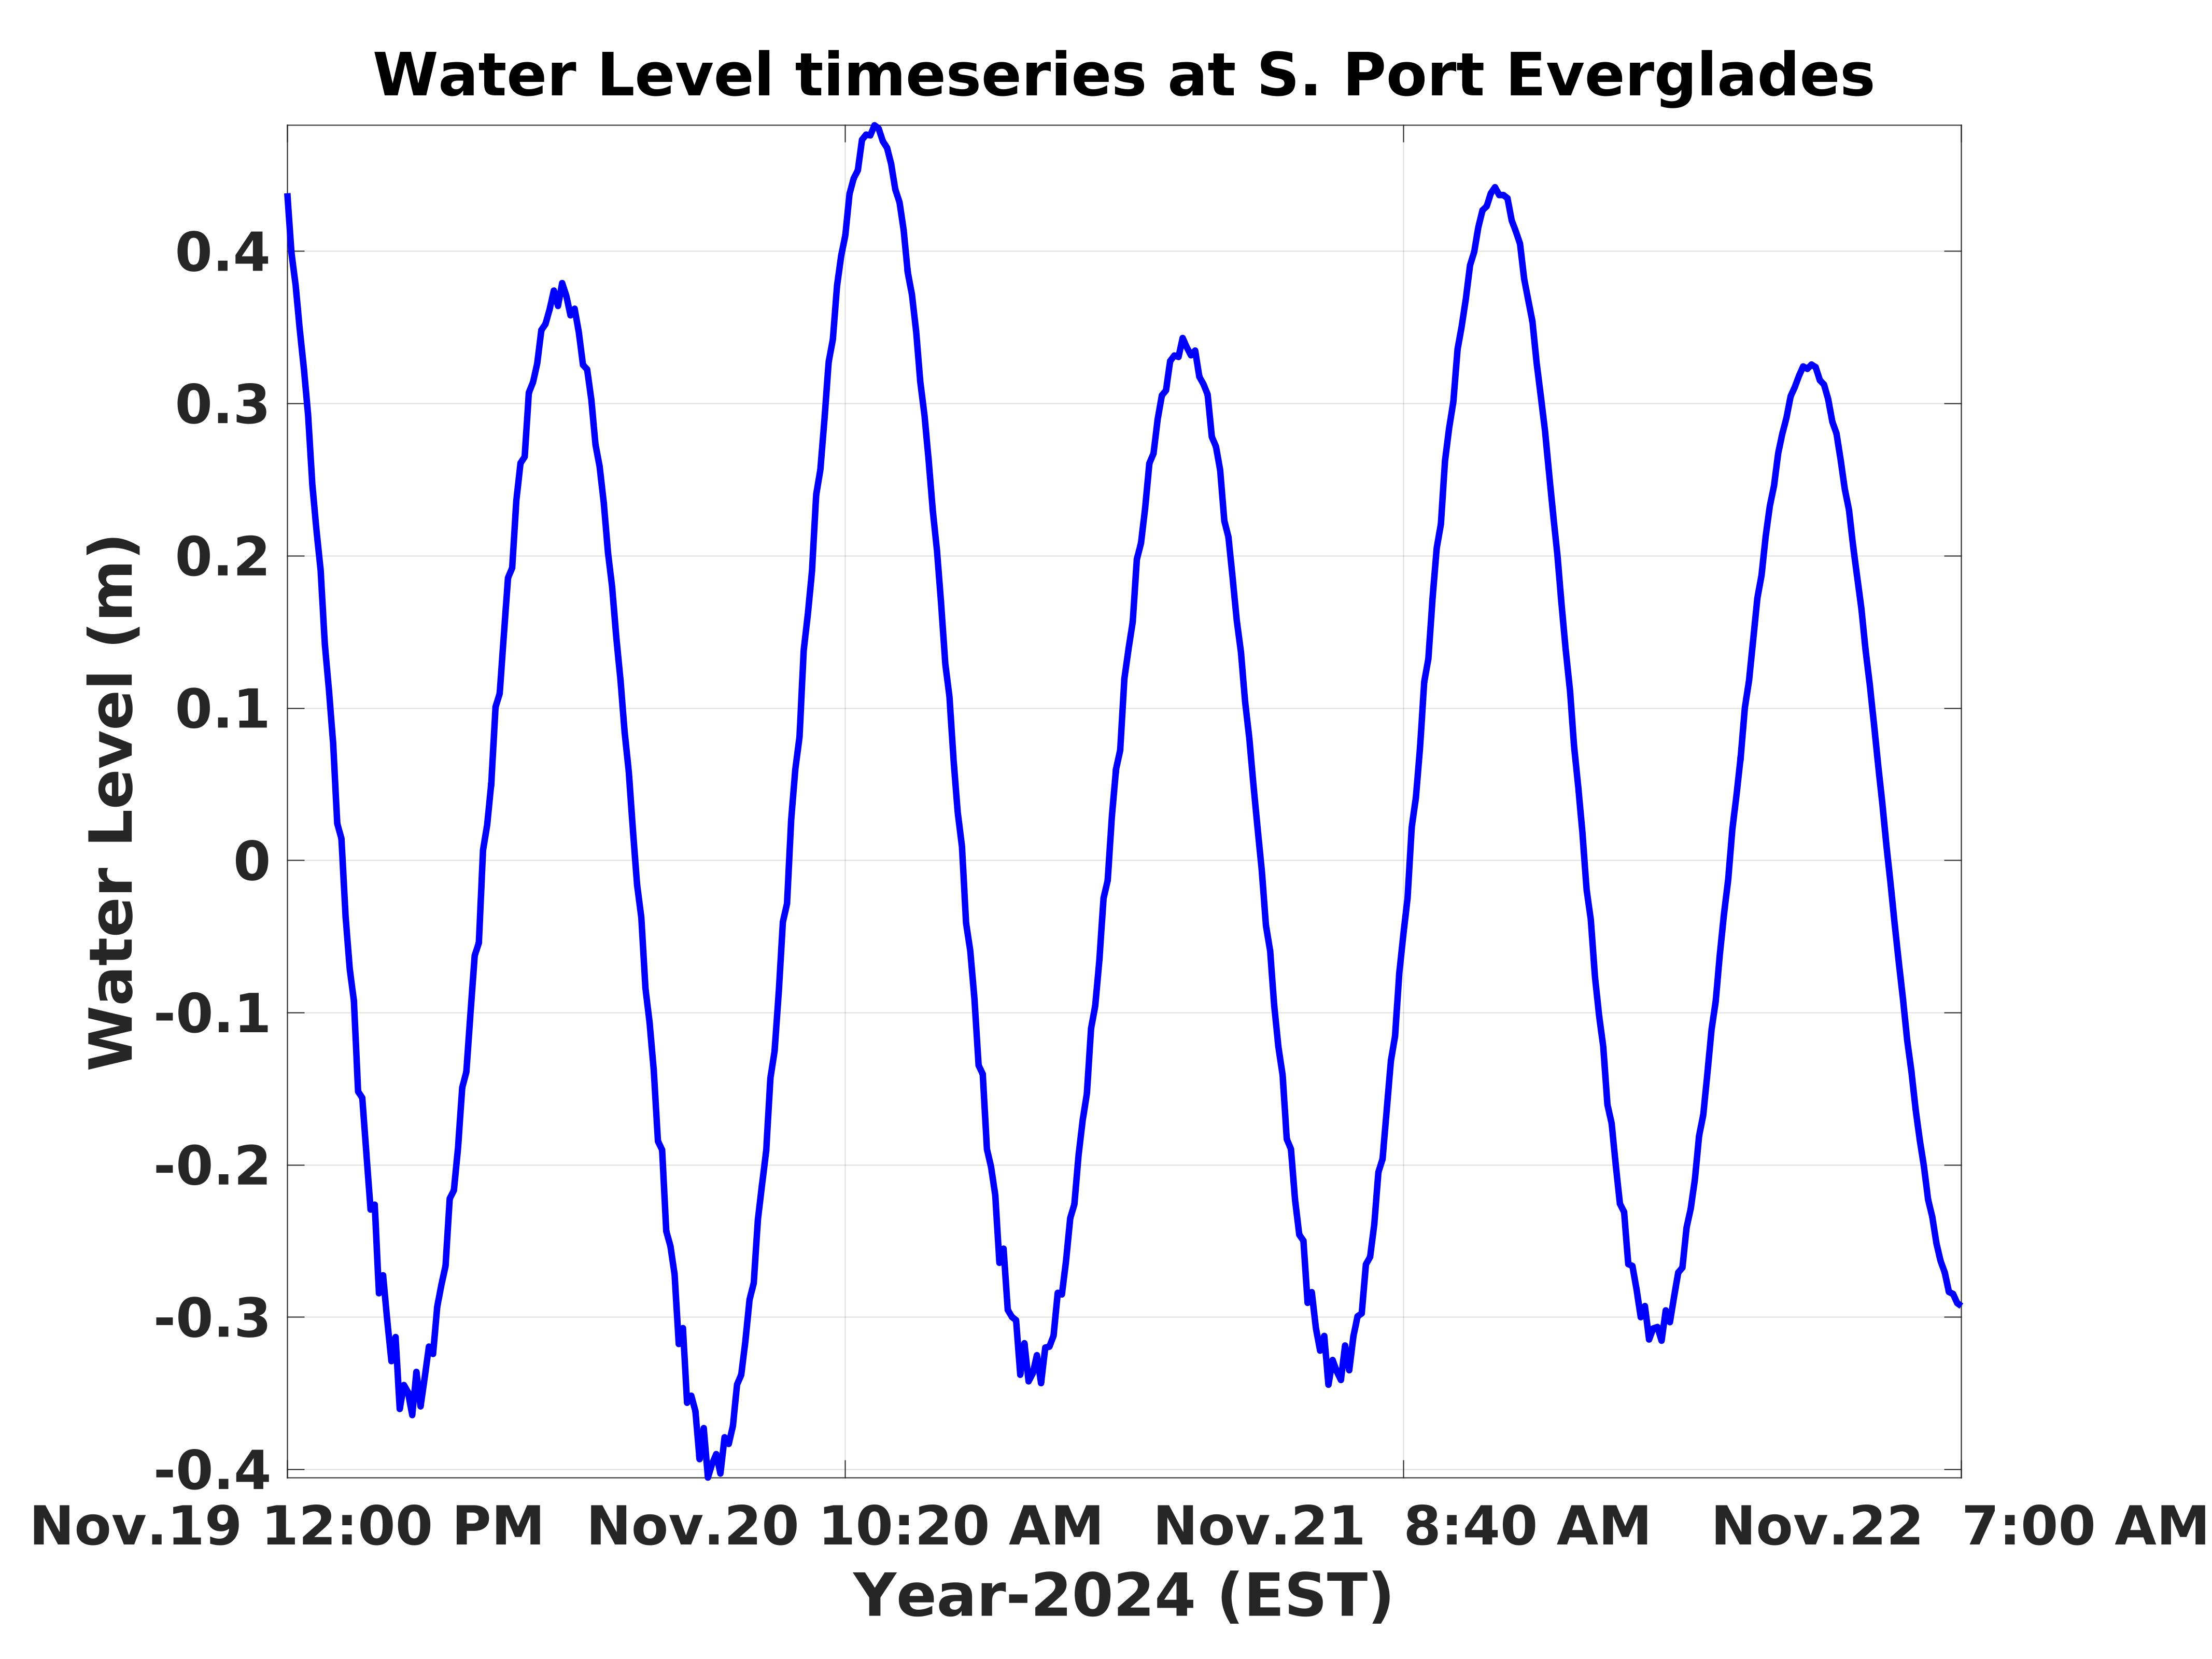 Water Level timeseries at S. Port Everglades
Water Level (m)
0.4
0.3
0.2
0.1
0
-0.1
-0.2
-0.3
-0.4
Nov.19 12:00 PM Nov.20 10:20 AM Nov.21 8:40 AM Nov.22 7:00 AM
Year-2024 (EST)